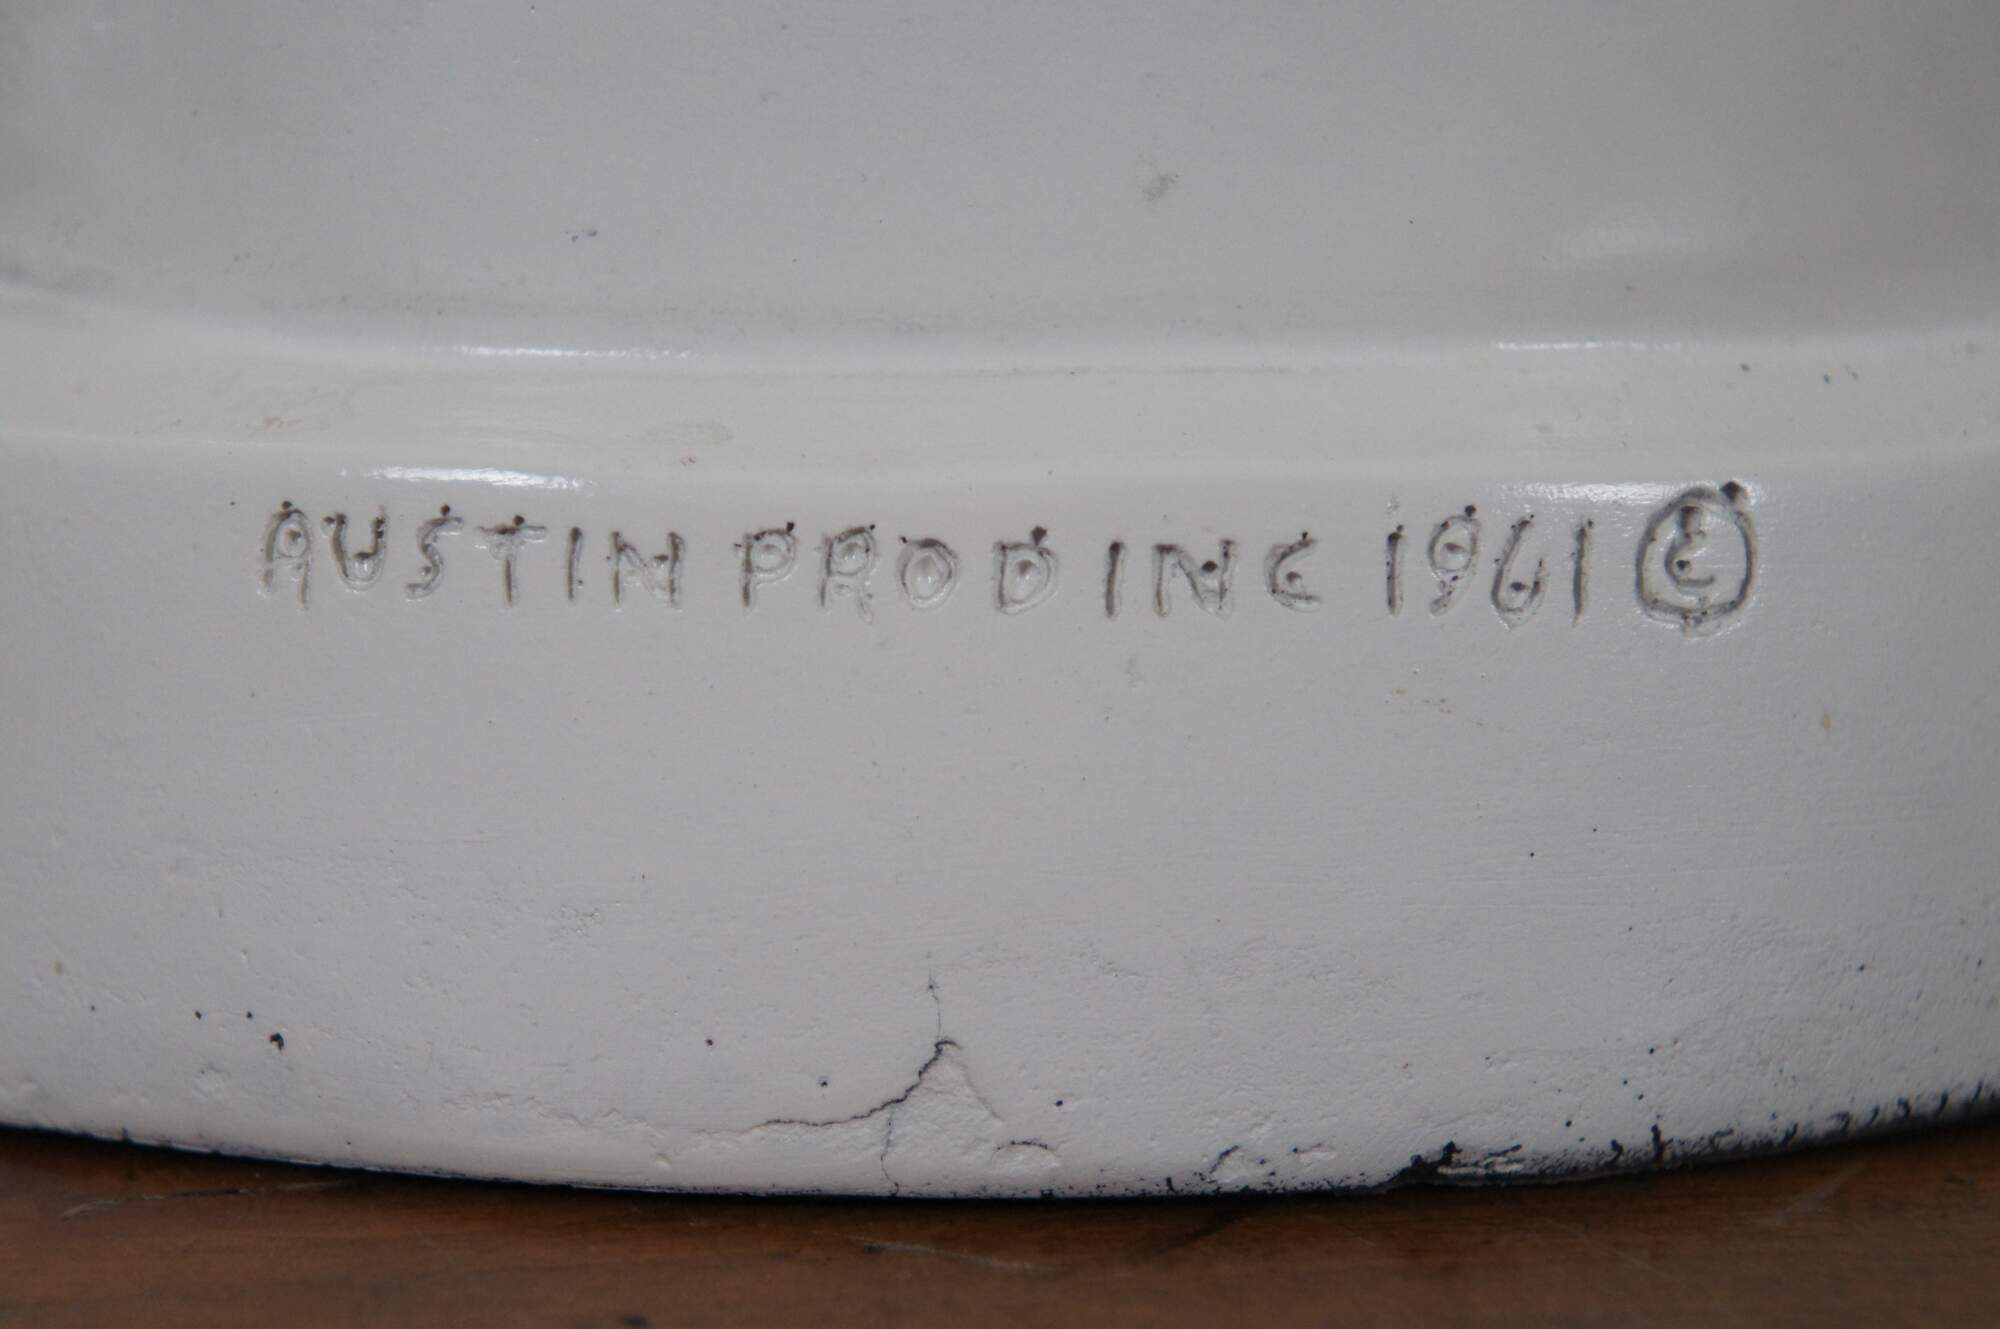 AUSTIN PROD INC 1961 ©